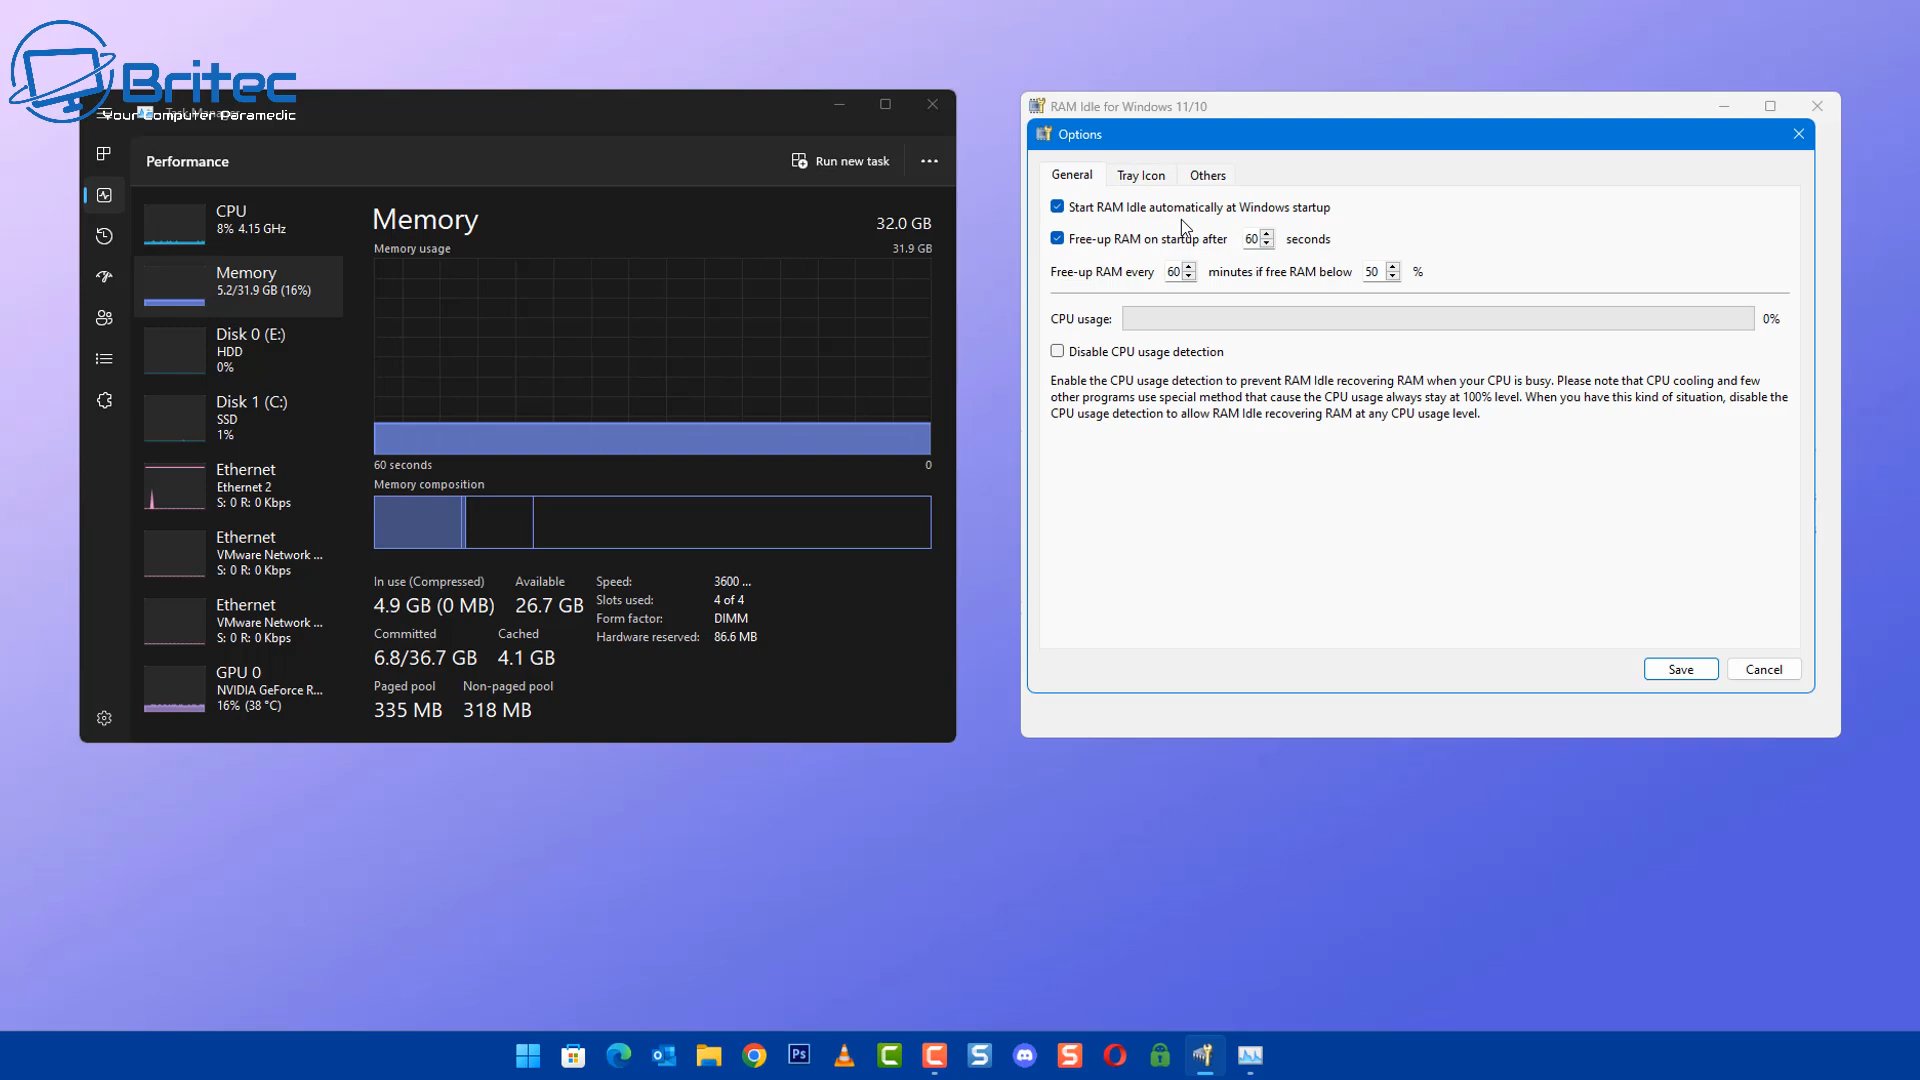 Britec
Your Computer Paramedic
Task Manager
Performance
Run new task
CPU
8% 4.15 GHz
Memory
5.2/31.9 GB (16%)
Disk 0 (E:)
HDD
0%
Disk 1 (C:)
SSD
1%
Ethernet
Ethernet 2
S: 0 R: 0 Kbps
Ethernet
VMware Network ...
S: 0 R: 0 Kbps
Ethernet
VMware Network ...
S: 0 R: 0 Kbps
GPU 0
NVIDIA GeForce R...
16% (38 °C)
Memory
32.0 GB
Memory usage
31.9 GB
60 seconds
0
Memory composition
In use (Compressed)
4.9 GB (0 MB)
Available
26.7 GB
Committed
6.8/36.7 GB
Cached
4.1 GB
Paged pool
335 MB
Non-paged pool
318 MB
Speed: 3600 ...
Slots used: 4 of 4
Form factor: DIMM
Hardware reserved: 86.6 MB
RAM Idle for Windows 11/10
Options
General
Tray Icon
Others
Start RAM Idle automatically at Windows startup
Free-up RAM on startup after 60 seconds
Free-up RAM every 60 minutes if free RAM below 50 %
CPU usage: 0%
Disable CPU usage detection
Enable the CPU usage detection to prevent RAM Idle recovering RAM when your CPU is busy. Please note that CPU cooling and few
other programs use special method that cause the CPU usage always stay at 100% level. When you have this kind of situation, disable the
CPU usage detection to allow RAM Idle recovering RAM at any CPU usage level.
Save
Cancel
Ps
C
C
S
S